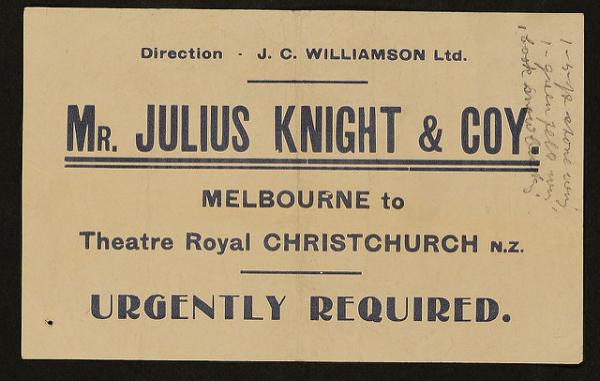 Direction - J. C. WILLIAMSON Ltd.
MR. JULIUS KNIGHT & COY.
MELBOURNE to
Theatre Royal CHRISTCHURCH N.Z.
URGENTLY REQUIRED.